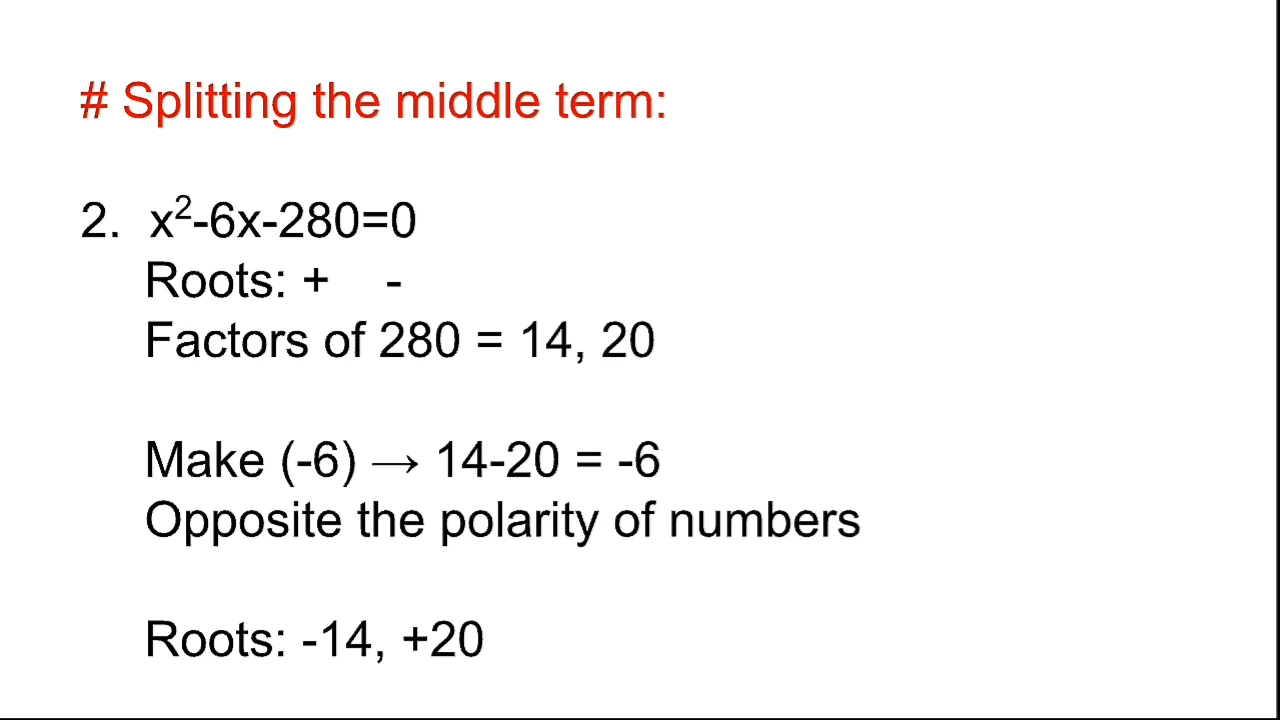 # Splitting the middle term:
2. x²-6x-280=0
Roots: + -
Factors of 280 = 14, 20
Make (-6) → 14-20 = -6
Opposite the polarity of numbers
Roots: -14, +20